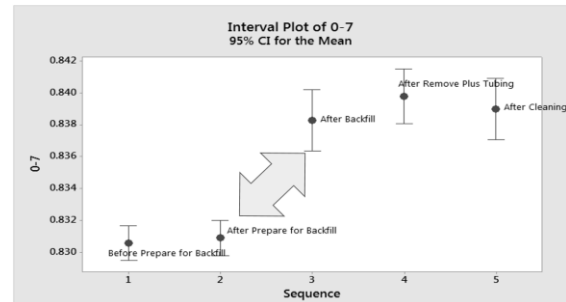 Interval Plot of 0-7
95% CI for the Mean
0.842
0.840
0.838
0.836
0.834
0.832
0.830
0-7
After Remove Plus Tubing
After Backfill
After Cleaning
After Prepare for Backfill
Before Prepare for Backfill
1 2 3 4 5
Sequence